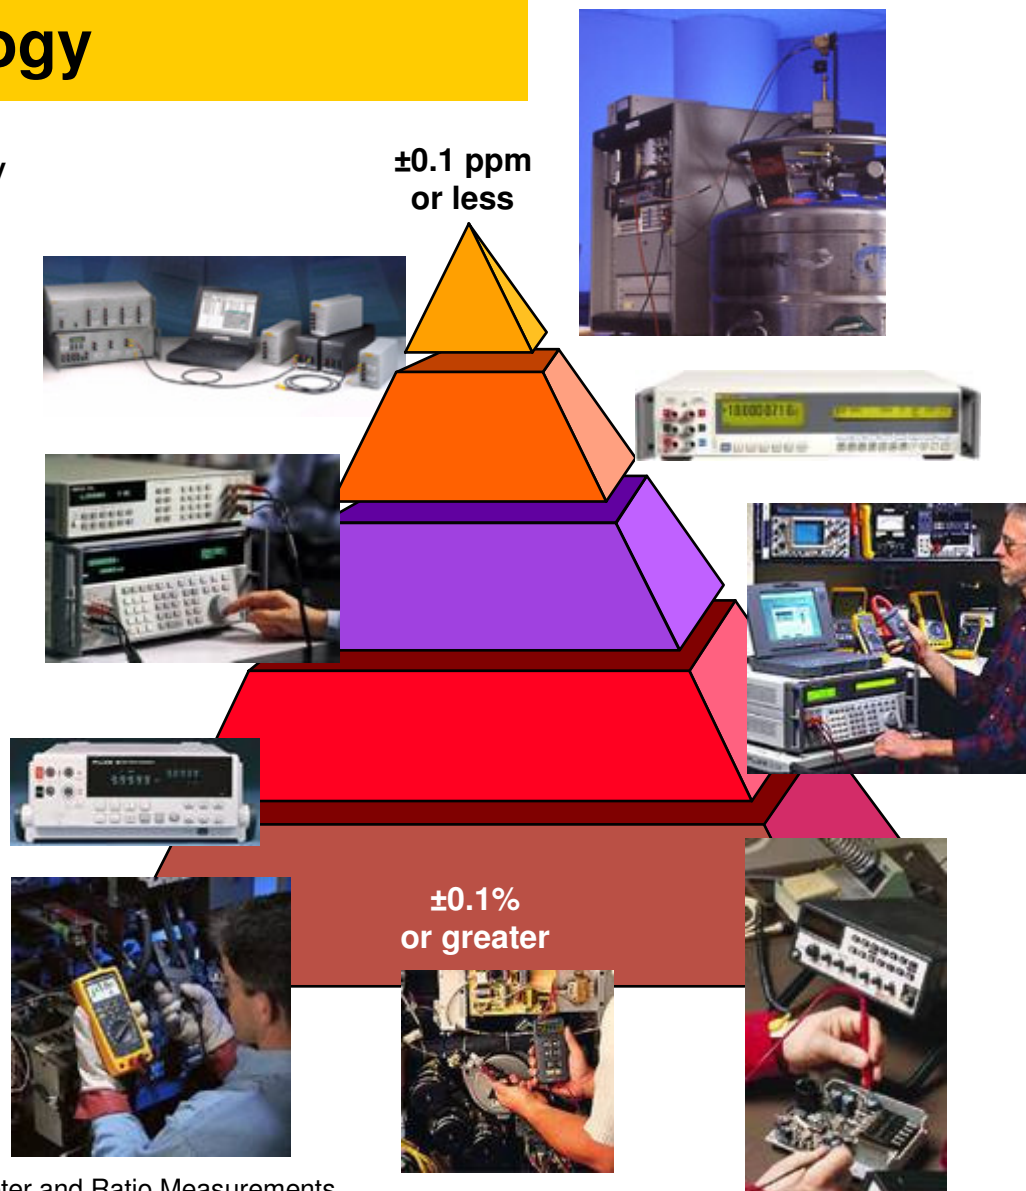 ogy
y
±0.1 ppm
or less
±0.1%
or greater
ter and Ratio Measurements